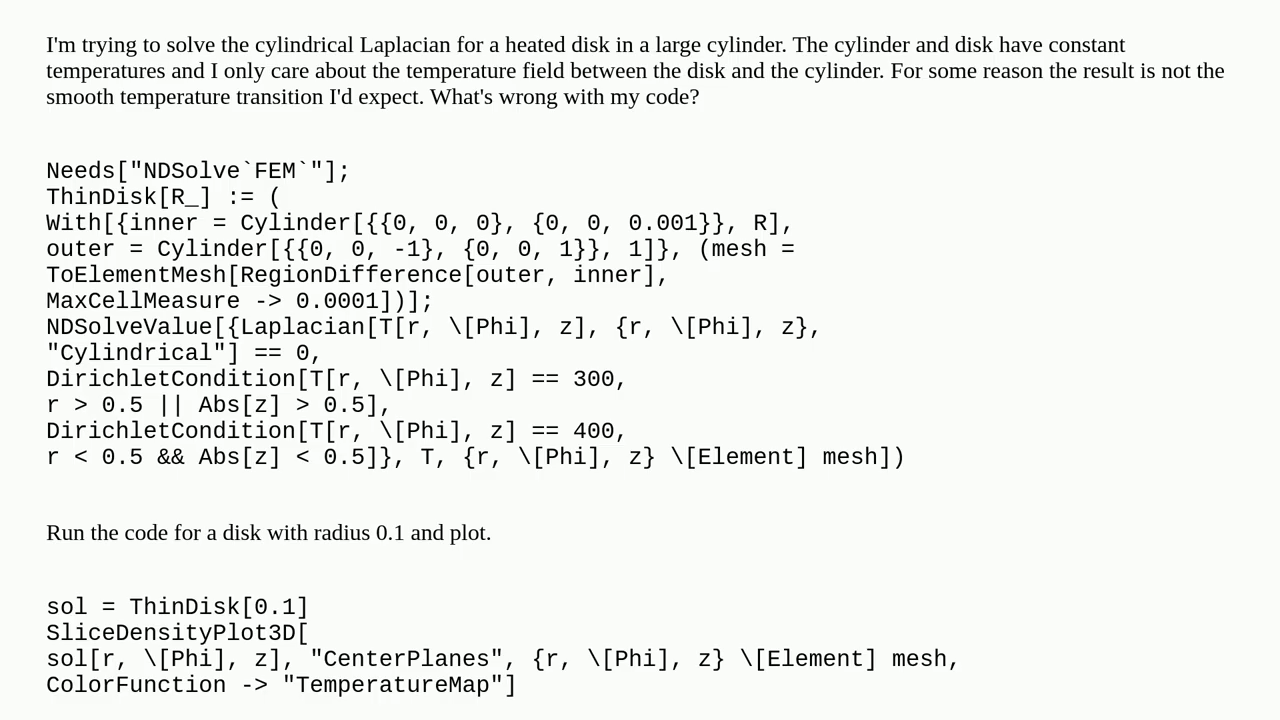 I'm trying to solve the cylindrical Laplacian for a heated disk in a large cylinder. The cylinder and disk have constant
temperatures and I only care about the temperature field between the disk and the cylinder. For some reason the result is not the
smooth temperature transition I'd expect. What's wrong with my code?
Needs["NDSolve`FEM`"];
ThinDisk[R_] := (
With[{inner = Cylinder[{{0, 0, 0}, {0, 0, 0.001}}, R],
outer = Cylinder[{{0, 0, -1}, {0, 0, 1}}, 1]}, (mesh =
ToElementMesh[RegionDifference[outer, inner],
MaxCellMeasure -> 0.0001])];
NDSolveValue[{Laplacian[T[r, \[Phi], z], {r, \[Phi], z},
"Cylindrical"] == 0,
DirichletCondition[T[r, \[Phi], z] == 300,
r > 0.5 || Abs[z] > 0.5],
DirichletCondition[T[r, \[Phi], z] == 400,
r < 0.5 && Abs[z] < 0.5]}, T, {r, \[Phi], z} \[Element] mesh])
Run the code for a disk with radius 0.1 and plot.
sol = ThinDisk[0.1]
SliceDensityPlot3D[
sol[r, \[Phi], z], "CenterPlanes", {r, \[Phi], z} \[Element] mesh,
ColorFunction -> "TemperatureMap"]